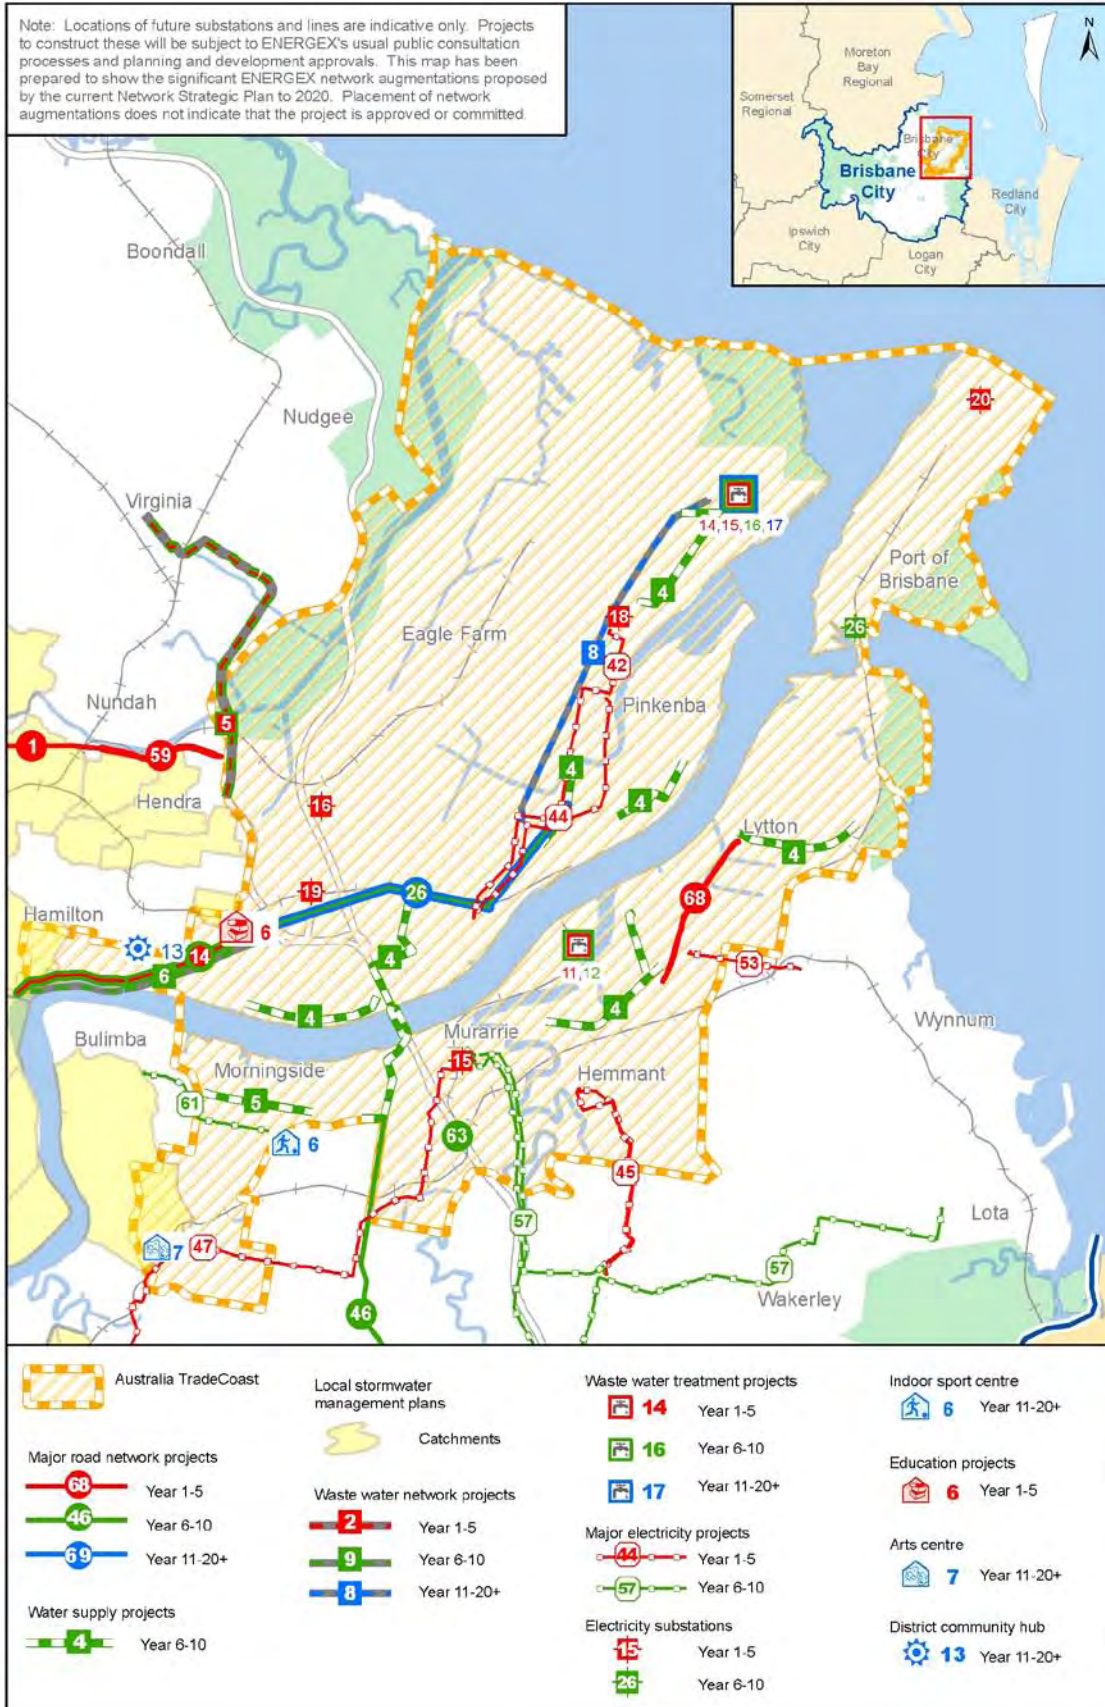 Note: Locations of future substations and lines are indicative only. Projects
to construct these will be subject to ENERGEX's usual public consultation
processes and planning and development approvals. This map has been
prepared to show the significant ENERGEX network augmentations proposed
by the current Network Strategic Plan to 2020. Placement of network
augmentations does not indicate that the project is approved or committed.
N
Moreton
Bay
Regional
Somerset
Regional
Brisbane
City
Brisbane
City
Redland
City
Ipswich
City
Logan
City
Boondall
Nudgee
20
Virginia
14,15,16,17
Port of
Brisbane
4
18
26
Eagle Farm
8
42
Nundah
5
Pinkenba
1
59
4
Hendra
16
4
44
Lytton
4
19
26
68
Hamilton
6
13
14
4
11,12
53
6
4
4
Wynnum
Bulimba
Murarrie
Morningside
15
Hemmant
61
5
63
6
45
Lota
57
7
47
57
Wakerley
46
Australia TradeCoast
Major road network projects
68 Year 1-5
46 Year 6-10
69 Year 11-20+
Water supply projects
4 Year 6-10
Local stormwater
management plans
Catchments
Waste water network projects
2 Year 1-5
9 Year 6-10
8 Year 11-20+
Waste water treatment projects
14 Year 1-5
16 Year 6-10
17 Year 11-20+
Major electricity projects
44 Year 1-5
57 Year 6-10
Electricity substations
15 Year 1-5
26 Year 6-10
Indoor sport centre
6 Year 11-20+
Education projects
6 Year 1-5
Arts centre
7 Year 11-20+
District community hub
13 Year 11-20+